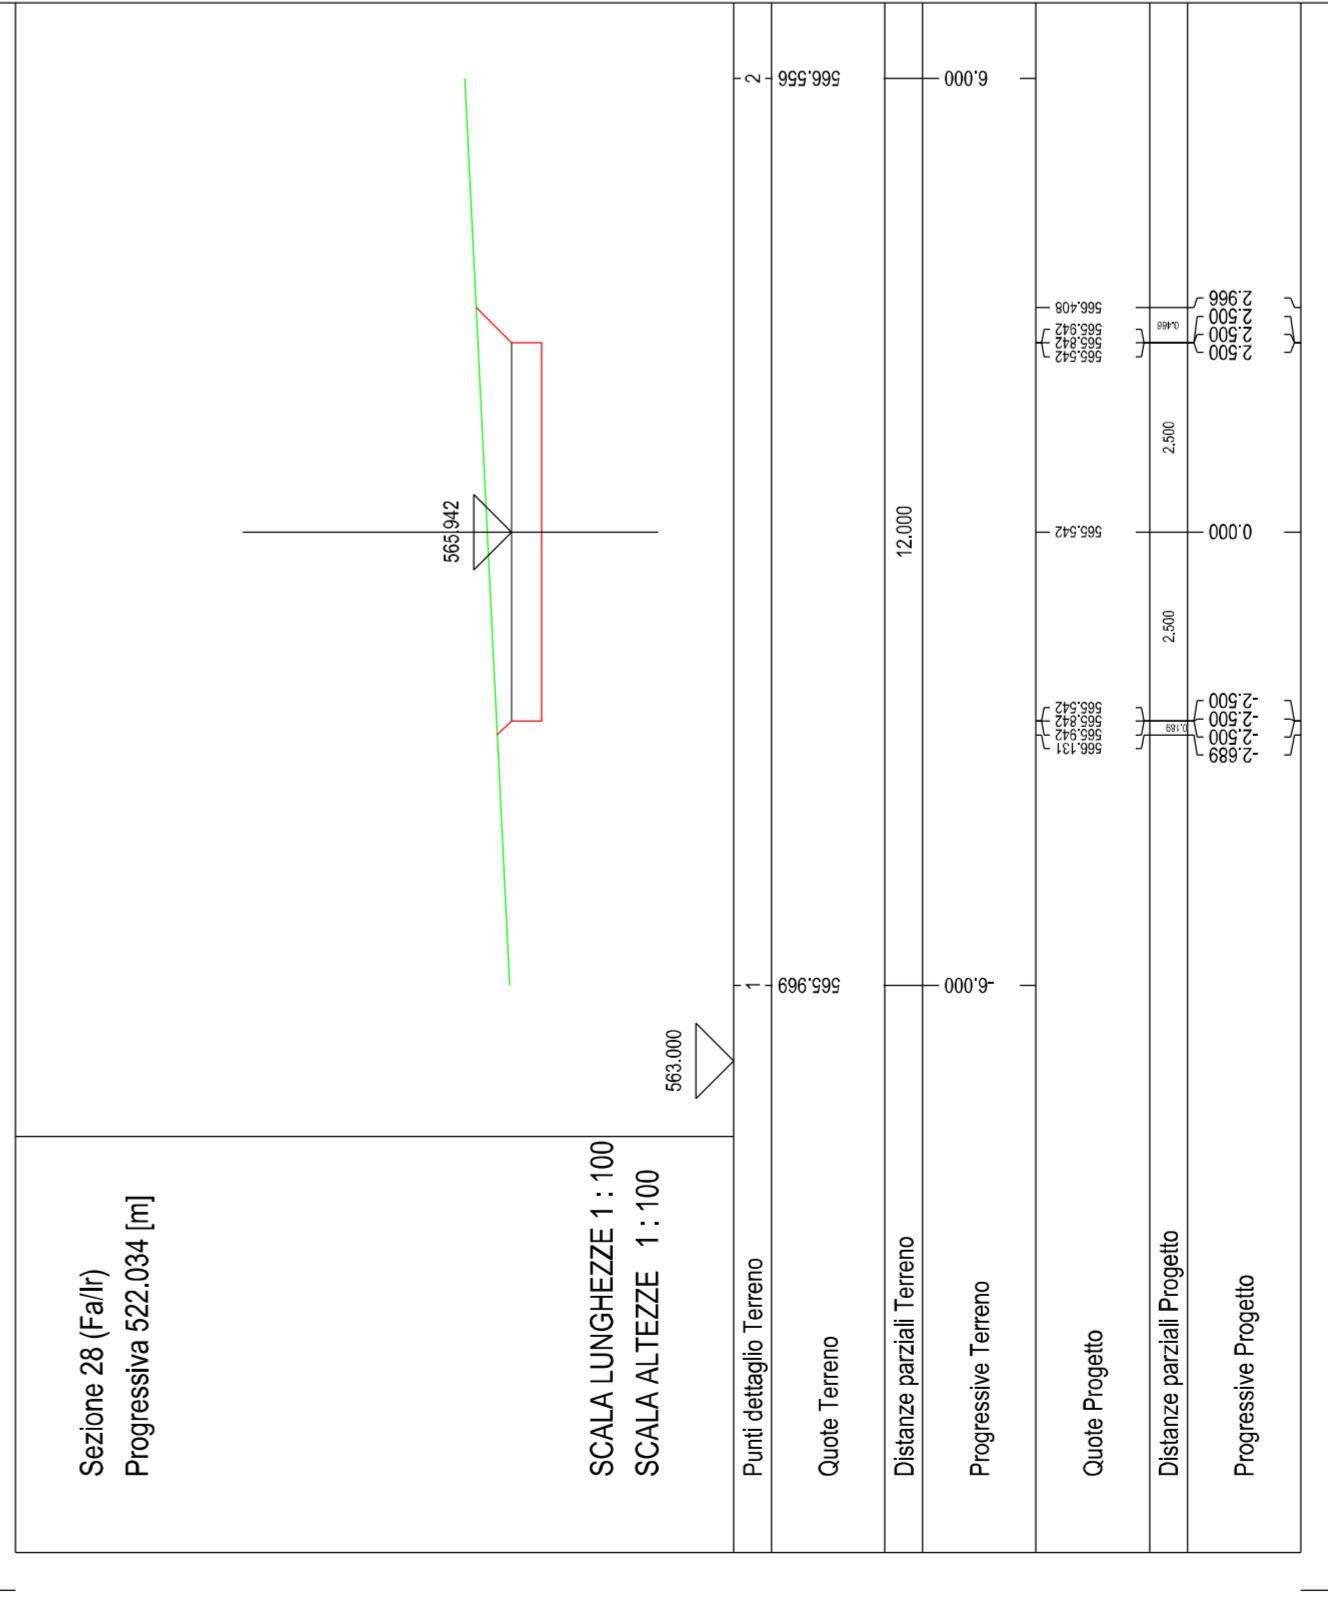 Sezione 28 (Fa/Ir)
Progressiva 522.034 [m]
SCALA LUNGHEZZE 1 : 100
SCALA ALTEZZE 1 : 100
565.942
563.000
Punti dettaglio Terreno
1
2
Quote Terreno
565.969
566.556
Distanze parziali Terreno
12.000
Progressive Terreno
-6.000
6.000
Quote Progetto
566.131
565.942
565.842
565.542
565.542
565.542
565.842
565.942
566.408
Distanze parziali Progetto
0.189
2.500
2.500
0.466
Progressive Progetto
-2.689
-2.500
-2.500
-2.500
0.000
2.500
2.500
2.500
2.966